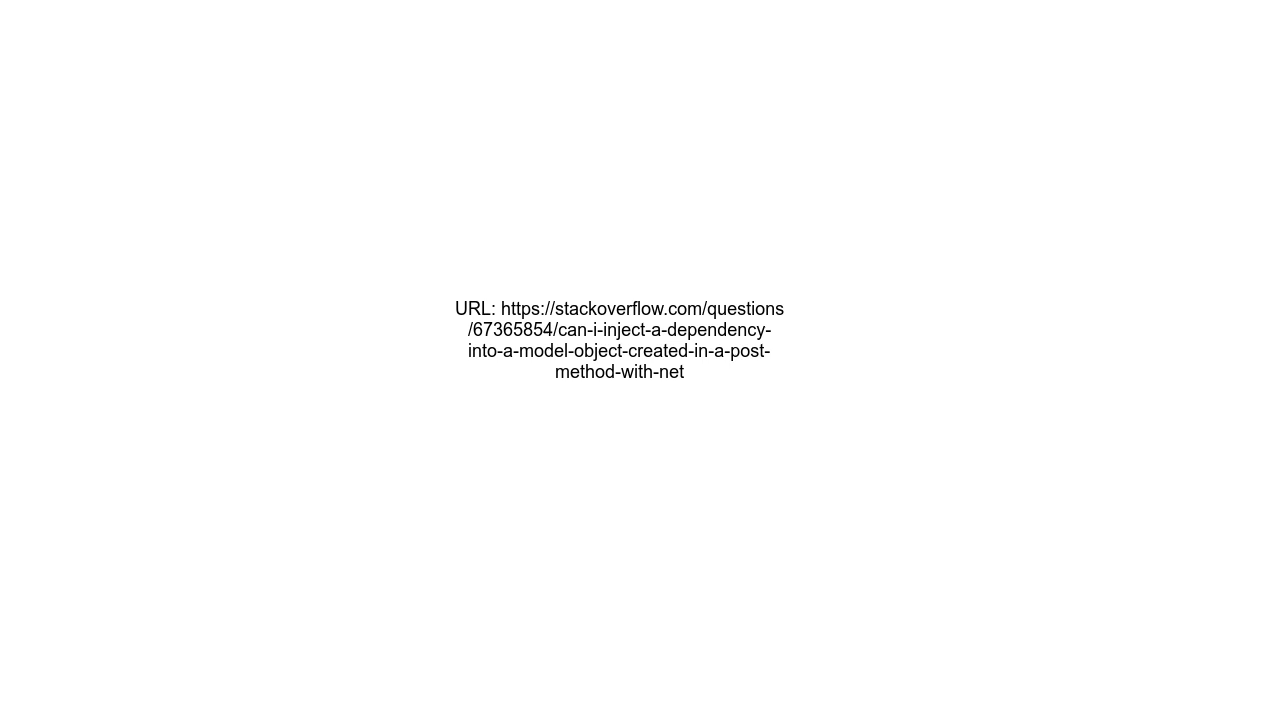 URL: https://stackoverflow.com/questions
/67365854/can-i-inject-a-dependency-
into-a-model-object-created-in-a-post-
method-with-net